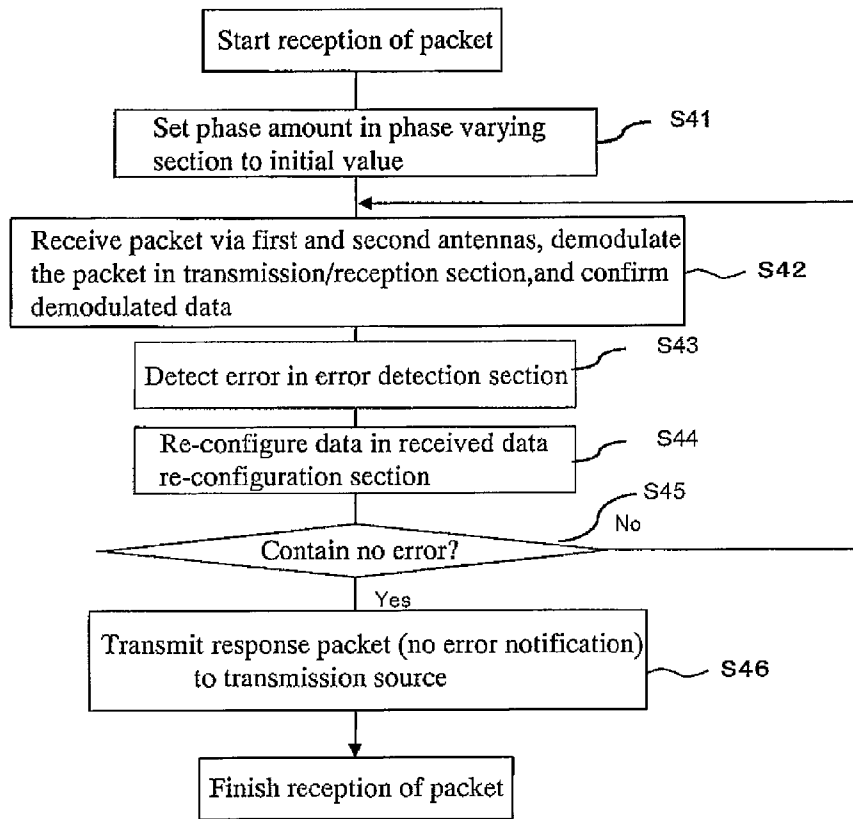 Start reception of packet
Set phase amount in phase varying
section to initial value
S41
Receive packet via first and second antennas, demodulate
the packet in transmission/reception section,and confirm
demodulated data
S42
Detect error in error detection section
S43
Re-configure data in received data
re-configuration section
S44
Contain no error?
S45
No
Yes
Transmit response packet (no error notification)
to transmission source
S46
Finish reception of packet